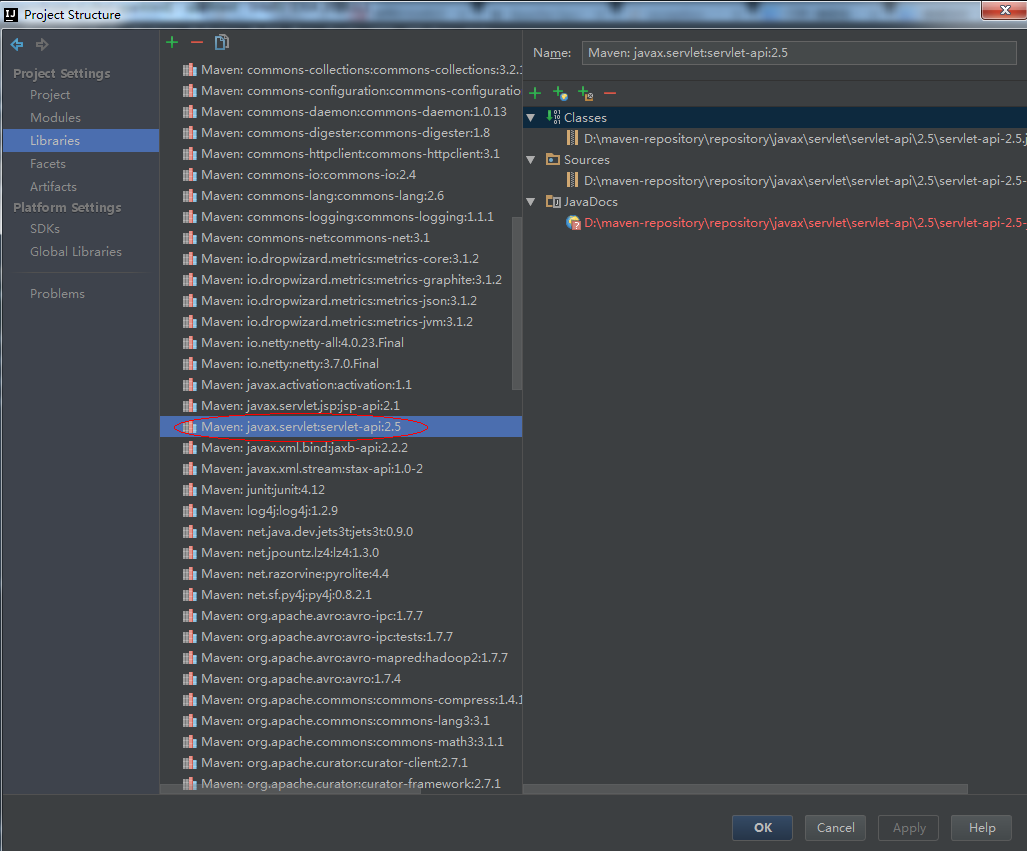 Project Structure
Project Settings
Project
Modules
Libraries
Facets
Artifacts
Platform Settings
SDKs
Global Libraries
Problems
Maven: commons-collections:commons-collections:3.2.1
Maven: commons-configuration:commons-configuratio
Maven: commons-daemon:commons-daemon:1.0.13
Maven: commons-digester:commons-digester:1.8
Maven: commons-httpclient:commons-httpclient:3.1
Maven: commons-io:commons-io:2.4
Maven: commons-lang:commons-lang:2.6
Maven: commons-logging:commons-logging:1.1.1
Maven: commons-net:commons-net:3.1
Maven: io.dropwizard.metrics:metrics-core:3.1.2
Maven: io.dropwizard.metrics:metrics-graphite:3.1.2
Maven: io.dropwizard.metrics:metrics-json:3.1.2
Maven: io.dropwizard.metrics:metrics-jvm:3.1.2
Maven: io.netty:netty-all:4.0.23.Final
Maven: io.netty:netty:3.7.0.Final
Maven: javax.activation:activation:1.1
Maven: javax.servlet.jsp:jsp-api:2.1
Maven: javax.servlet:servlet-api:2.5
Maven: javax.xml.bind:jaxb-api:2.2.2
Maven: javax.xml.stream:stax-api:1.0-2
Maven: junit:junit:4.12
Maven: log4j:log4j:1.2.9
Maven: net.java.dev.jets3t:jets3t:0.9.0
Maven: net.jpountz.lz4:lz4:1.3.0
Maven: net.razorvine:pyrolite:4.4
Maven: net.sf.py4j:py4j:0.8.2.1
Maven: org.apache.avro:avro-ipc:1.7.7
Maven: org.apache.avro:avro-ipc:tests:1.7.7
Maven: org.apache.avro:avro-mapred:hadoop2:1.7.7
Maven: org.apache.avro:avro:1.7.4
Maven: org.apache.commons:commons-compress:1.4.1
Maven: org.apache.commons:commons-lang3:3.1
Maven: org.apache.commons:commons-math3:3.1.1
Maven: org.apache.curator:curator-client:2.7.1
Maven: org.apache.curator:curator-framework:2.7.1
Name: Maven: javax.servlet:servlet-api:2.5
Classes
D:\maven-repository\repository\javax\servlet\servlet-api\2.5\servlet-api-2.5.j
Sources
D:\maven-repository\repository\javax\servlet\servlet-api\2.5\servlet-api-2.5-
JavaDocs
D:\maven-repository\repository\javax\servlet\servlet-api\2.5\servlet-api-2.5-
OK
Cancel
Apply
Help